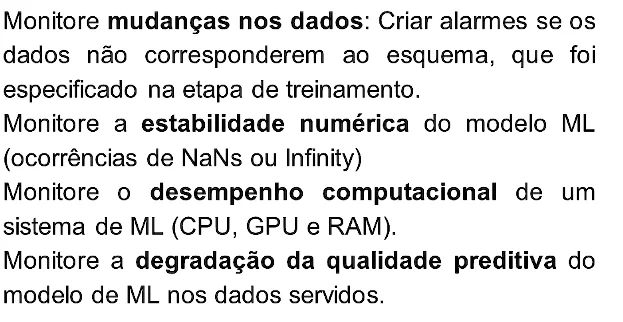 Monitore mudanças nos dados: Criar alarmes se os
dados não corresponderem ao esquema, que foi
especificado na etapa de treinamento.
Monitore a estabilidade numérica do modelo ML
(ocorrências de NaNs ou Infinity)
Monitore o desempenho computacional de um
sistema de ML (CPU, GPU e RAM).
Monitore a degradação da qualidade preditiva do
modelo de ML nos dados servidos.